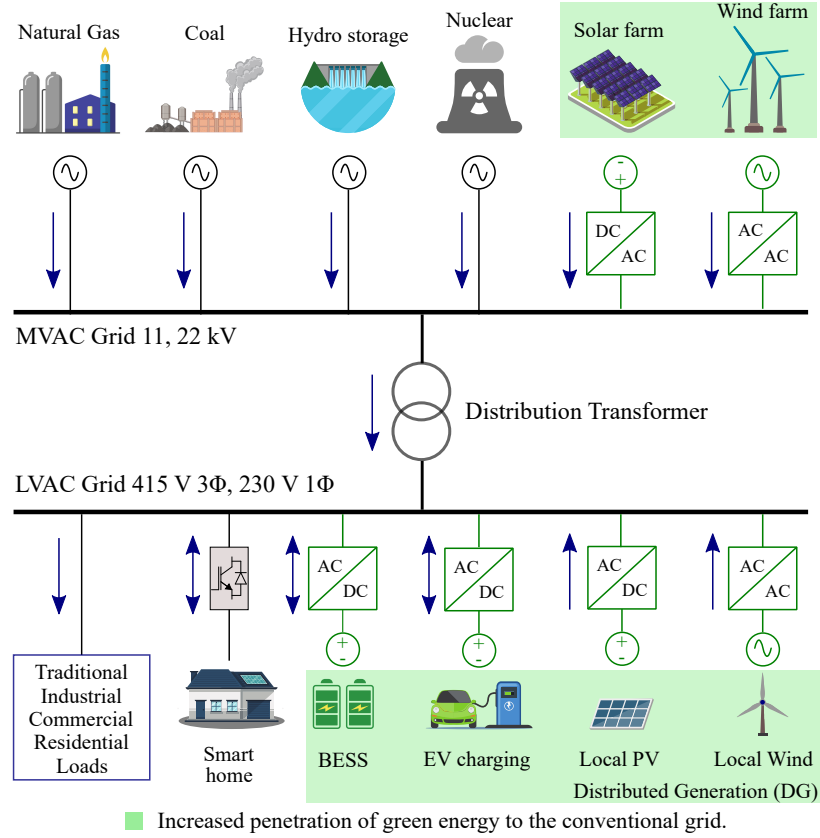 Natural Gas
Coal
Hydro storage
Nuclear
Solar farm
Wind farm
- +
DC
AC
AC
AC
MVAC Grid 11, 22 kV
Distribution Transformer
LVAC Grid 415 V 3Φ, 230 V 1Φ
AC
DC
AC
DC
AC
DC
AC
AC
+ -
+ -
+ -
Traditional
Industrial
Commercial
Residential
Loads
Smart
home
BESS
EV charging
Local PV
Local Wind
Distributed Generation (DG)
Increased penetration of green energy to the conventional grid.